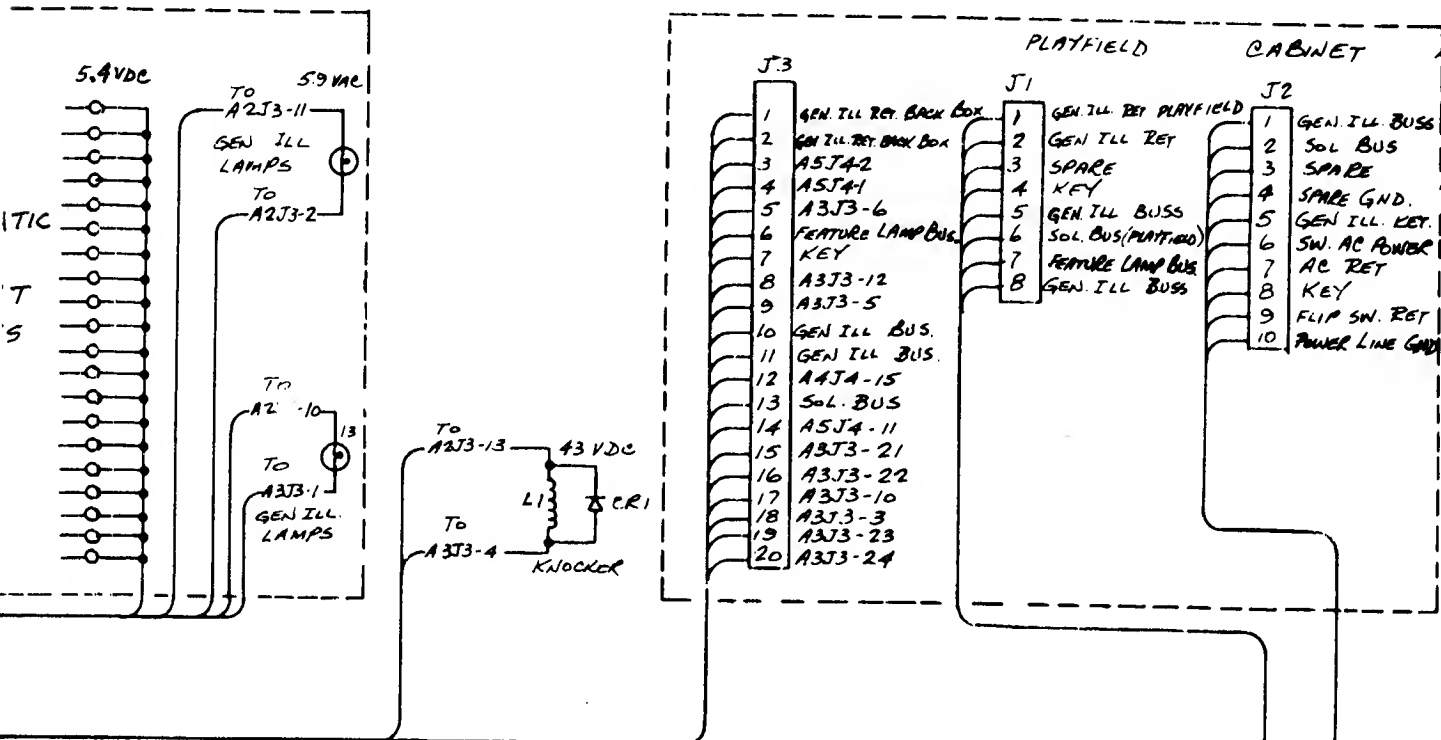 5.4VDC
5.9 VAC
TO
A2J3-11
GEN ILL
LAMPS
TO
A2J3-2
ITIC
T
S
TO
A2 -10
13
TO
A3J3-1
GEN ILL.
LAMPS
TO
A2J3-13
43 VDC
L1
CR1
TO
A3J3-4
KNOCKER
J3
1 GEN. ILL RET. BACK BOX
2 GEN ILL. RET. BACK BOX
3 A5J4-2
4 A5J4-1
5 A3J3-6
6 FEATURE LAMP BUS.
7 KEY
8 A3J3-12
9 A3J3-5
10 GEN ILL BUS.
11 GEN ILL BUS.
12 A4J4-15
13 SOL. BUS
14 A5J4-11
15 A3J3-21
16 A3J3-22
17 A3J3-10
18 A3J3-3
19 A3J3-23
20 A3J3-24
PLAYFIELD
J1
1 GEN. ILL. RET PLAYFIELD
2 GEN ILL RET
3 SPARE
4 KEY
5 GEN. ILL BUSS
6 SOL. BUS (PLAYFIELD)
7 FEATURE LAMP BUS.
8 GEN. ILL BUSS
CABINET
J2
1 GEN. ILL. BUSS
2 SOL BUS
3 SPARE
4 SPARE GND.
5 GEN ILL. RET.
6 SW. AC POWER
7 AC RET
8 KEY
9 FLIP SW. RET
10 POWER LINE GND